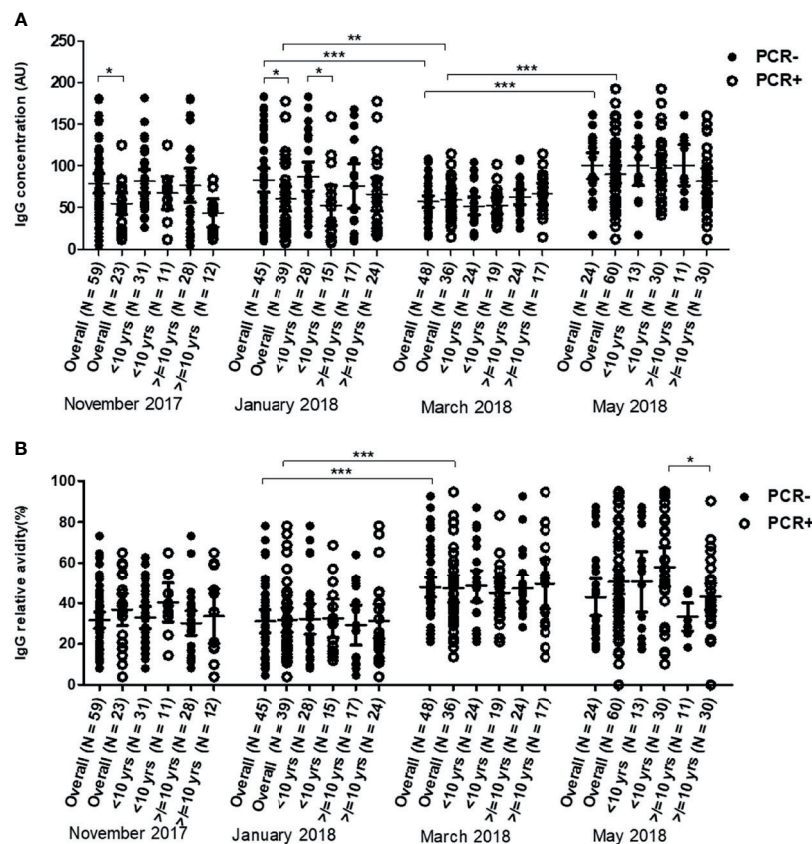 A
IgG concentration (AU)
250
200
150
100
50
0
* *** ** * * *** ***
PCR-
PCR+
Overall (N = 59)
Overall (N = 23)
<10 yrs (N = 31)
<10 yrs (N = 11)
>/=10 yrs (N = 28)
>/=10 yrs (N = 12)
Overall (N = 45)
Overall (N = 39)
<10 yrs (N = 28)
<10 yrs (N = 15)
>/=10 yrs (N = 17)
>/=10 yrs (N = 24)
Overall (N = 48)
Overall (N = 36)
<10 yrs (N = 24)
<10 yrs (N = 19)
>/=10 yrs (N = 24)
>/=10 yrs (N = 17)
Overall (N = 24)
Overall (N = 60)
<10 yrs (N = 13)
<10 yrs (N = 30)
>/=10 yrs (N = 11)
>/=10 yrs (N = 30)
November 2017
January 2018
March 2018
May 2018
B
IgG relative avidity(%)
100
80
60
40
20
0
*** *** *
PCR-
PCR+
Overall (N = 59)
Overall (N = 23)
<10 yrs (N = 31)
<10 yrs (N = 11)
>/=10 yrs (N = 28)
>/=10 yrs (N = 12)
Overall (N = 45)
Overall (N = 39)
<10 yrs (N = 28)
<10 yrs (N = 15)
>/=10 yrs (N = 17)
>/=10 yrs (N = 24)
Overall (N = 48)
Overall (N = 36)
<10 yrs (N = 24)
<10 yrs (N = 19)
>/=10 yrs (N = 24)
>/=10 yrs (N = 17)
Overall (N = 24)
Overall (N = 60)
<10 yrs (N = 13)
<10 yrs (N = 30)
>/=10 yrs (N = 11)
>/=10 yrs (N = 30)
November 2017
January 2018
March 2018
May 2018